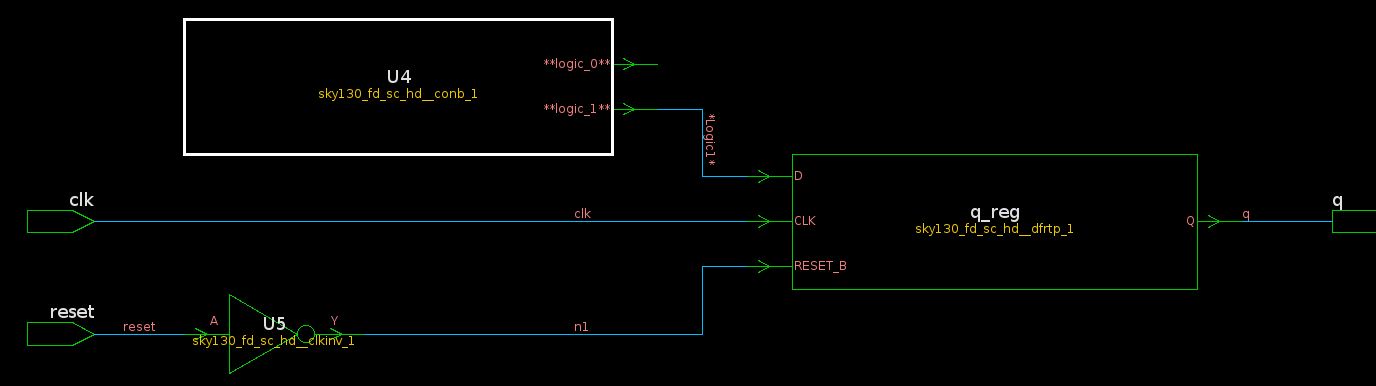 **logic_0**
U4
sky130_fd_sc_hd__conb_1
**logic_1**
*Logic1*
D
clk
clk
CLK
q_reg
sky130_fd_sc_hd__dfrtp_1
Q
q
q
RESET_B
reset
reset
A
U5
sky130_fd_sc_hd__clkinv_1
Y
n1